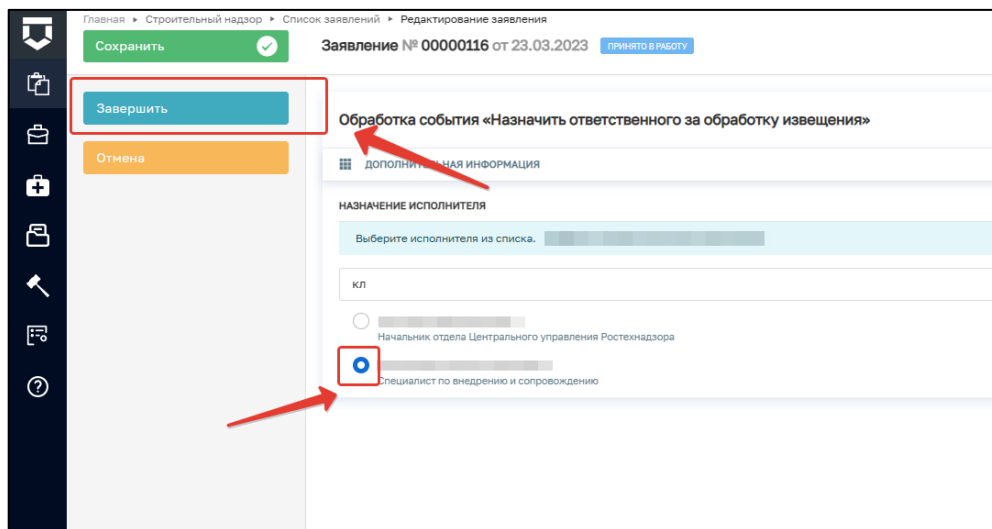 Главная ▸ Строительный надзор ▸ Список заявлений ▸ Редактирование заявления
Сохранить
Заявление № 00000116 от 23.03.2023 ПРИНЯТО В РАБОТУ
Завершить
Обработка события «Назначить ответственного за обработку извещения»
Отмена
ДОПОЛНИТЕЛЬНАЯ ИНФОРМАЦИЯ
НАЗНАЧЕНИЕ ИСПОЛНИТЕЛЯ
Выберите исполнителя из списка.
кл
Начальник отдела Центрального управления Ростехнадзора
Специалист по внедрению и сопровождению